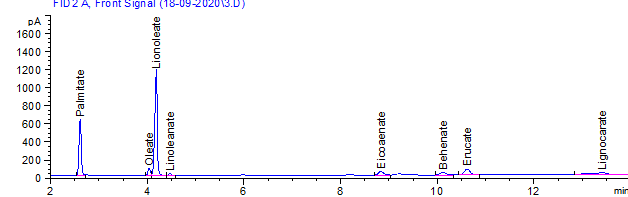 FID2 A, Front Signal (18-09-2020\3.D)
pA
1600
1400
1200
1000
800
600
400
200
0
Palmitate
Oleate
Lionoleate
Linoleanate
Eicoaenate
Behenate
Erucate
Lignocarate
2
4
6
8
10
12
min